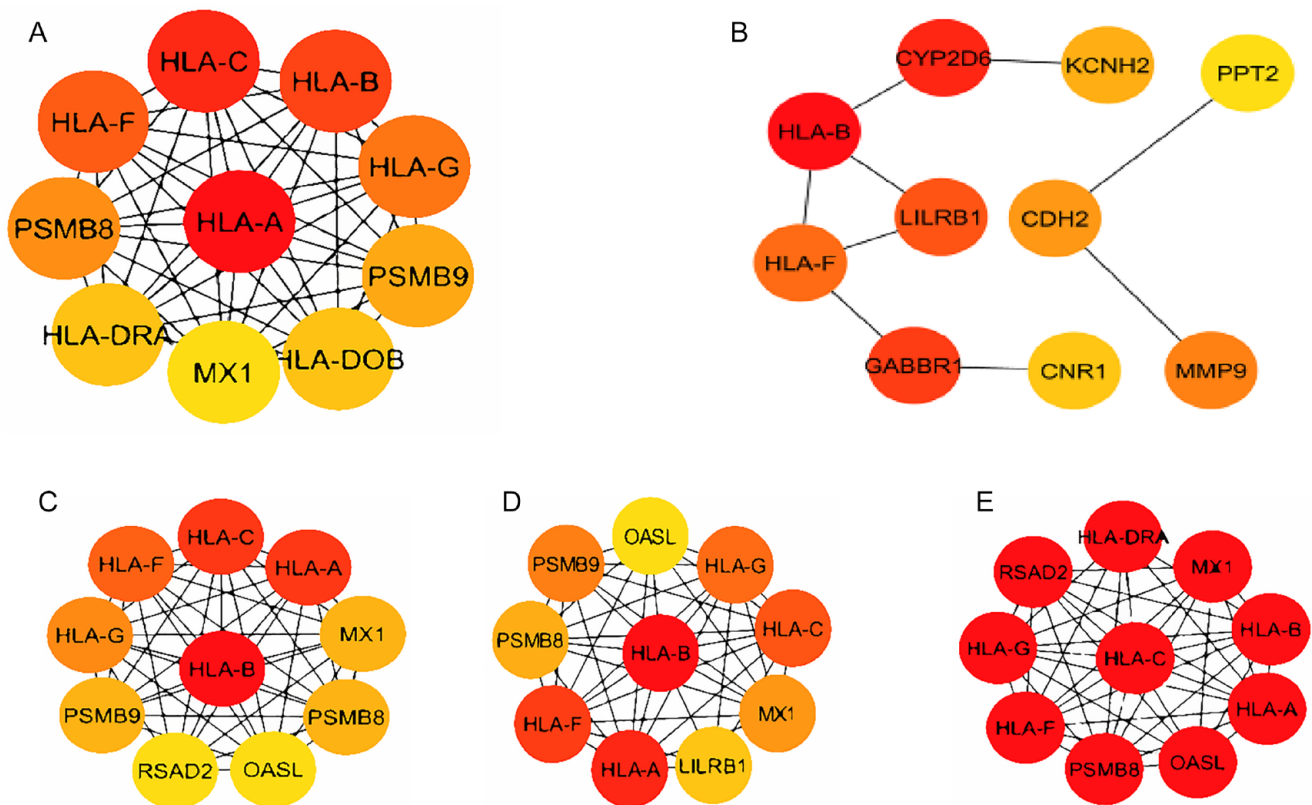 A
HLA-C
HLA-B
HLA-F
HLA-G
HLA-A
PSMB8
PSMB9
HLA-DRA
HLA-DOB
MX1
B
CYP2D6
KCNH2
PPT2
HLA-B
LILRB1
CDH2
HLA-F
GABBR1
CNR1
MMP9
C
HLA-C
HLA-F
HLA-A
HLA-G
MX1
HLA-B
PSMB9
PSMB8
RSAD2
OASL
D
OASL
PSMB9
HLA-G
PSMB8
HLA-C
HLA-B
HLA-F
MX1
HLA-A
LILRB1
E
HLA-DRA
RSAD2
MX1
HLA-G
HLA-B
HLA-C
HLA-F
HLA-A
PSMB8
OASL